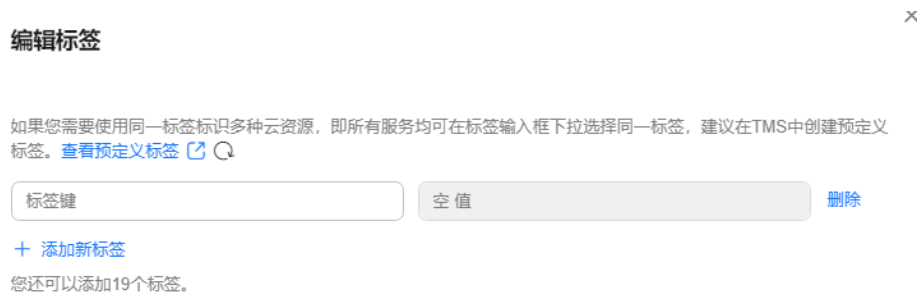 编辑标签
如果您需要使用同一标签标识多种云资源，即所有服务均可在标签输入框下拉选择同一标签，建议在TMS中创建预定义
标签。查看预定义标签
标签键 空 值 删除
添加新标签
您还可以添加19个标签。